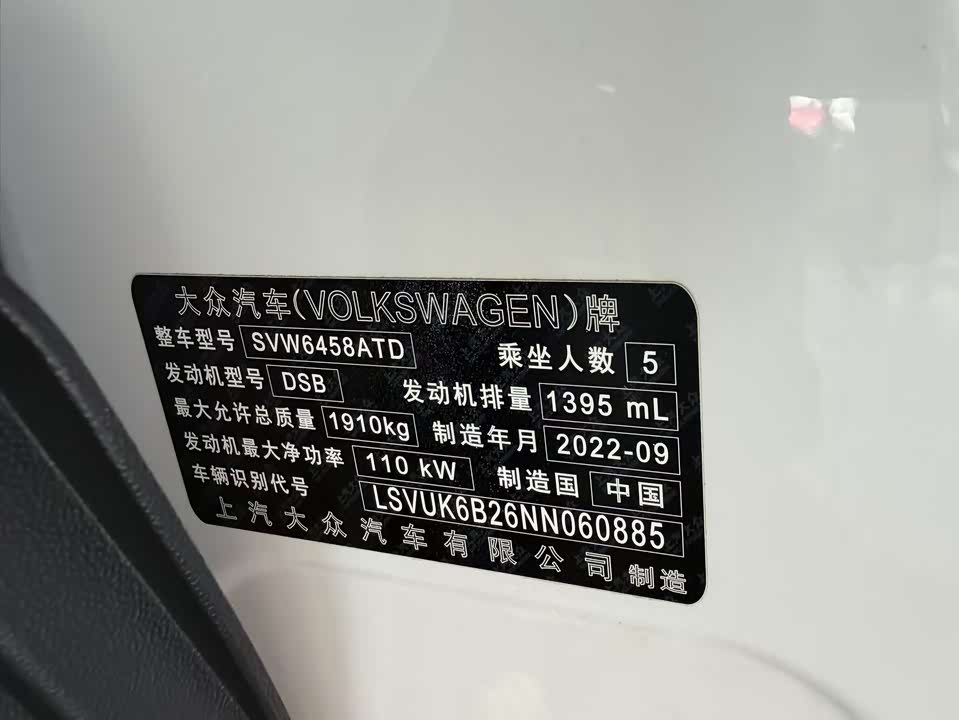 大众汽车(VOLKSWAGEN)牌
整车型号 SVW6458ATD 乘坐人数 5
发动机型号 DSB 发动机排量 1395 mL
最大允许总质量 1910kg 制造年月 2022-09
发动机最大净功率 110 kW 制造国 中国
车辆识别代号 LSVUK6B26NN060885
上汽大众汽车有限公司 制造